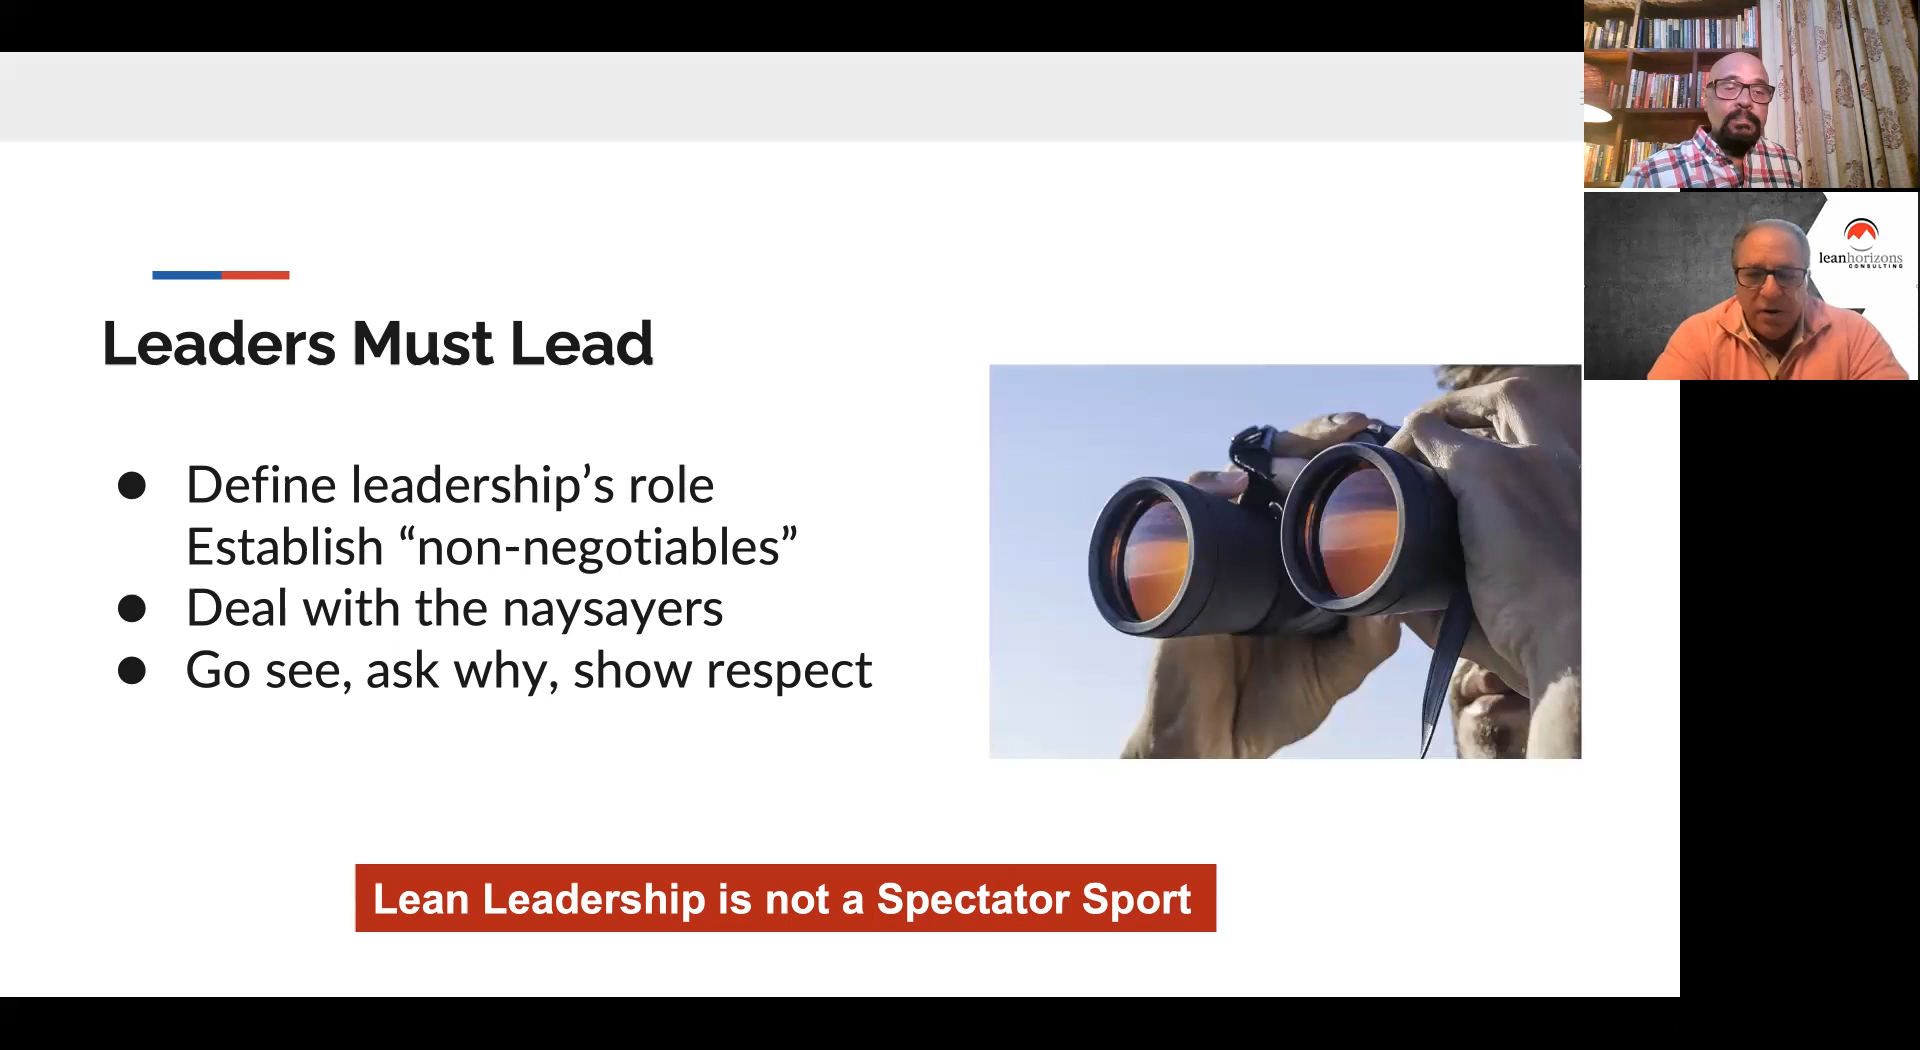 Leaders Must Lead
● Define leadership’s role
Establish “non-negotiables”
● Deal with the naysayers
● Go see, ask why, show respect
Lean Leadership is not a Spectator Sport
leanhorizons
CONSULTING